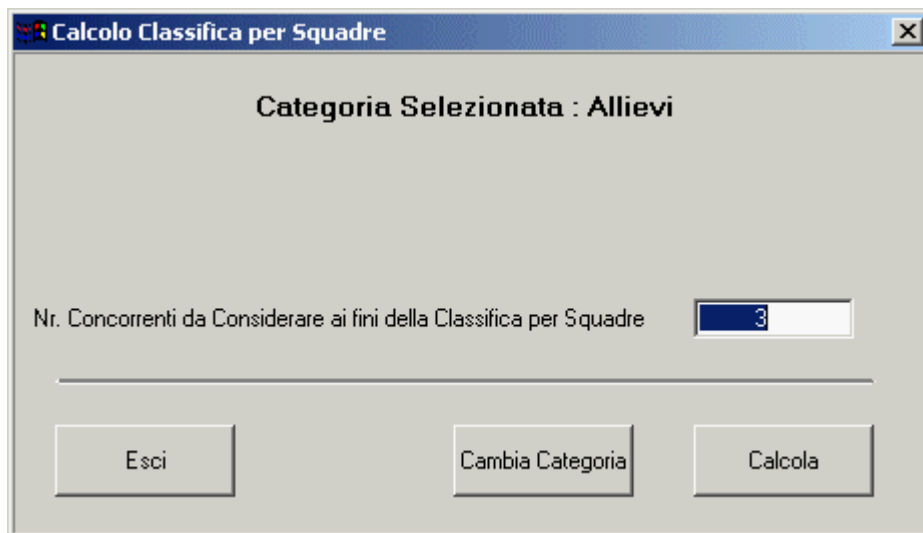 Calcolo Classifica per Squadre
Categoria Selezionata : Allievi
Nr. Concorrenti da Considerare ai fini della Classifica per Squadre 3
Esci Cambia Categoria Calcola